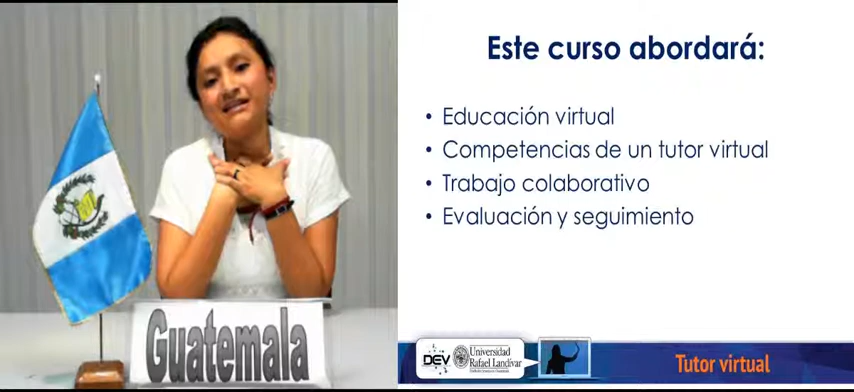 Este curso abordará:
• Educación virtual
• Competencias de un tutor virtual
• Trabajo colaborativo
• Evaluación y seguimiento
Guatemala
DEV
Universidad
Rafael Landívar
Tutor virtual